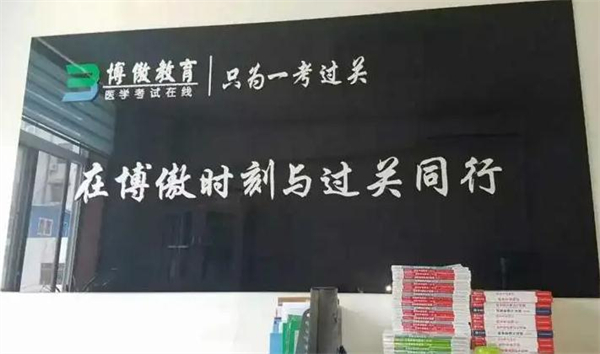 博傲教育
医学考试在线
只为一考过关
在博傲时刻与过关同行